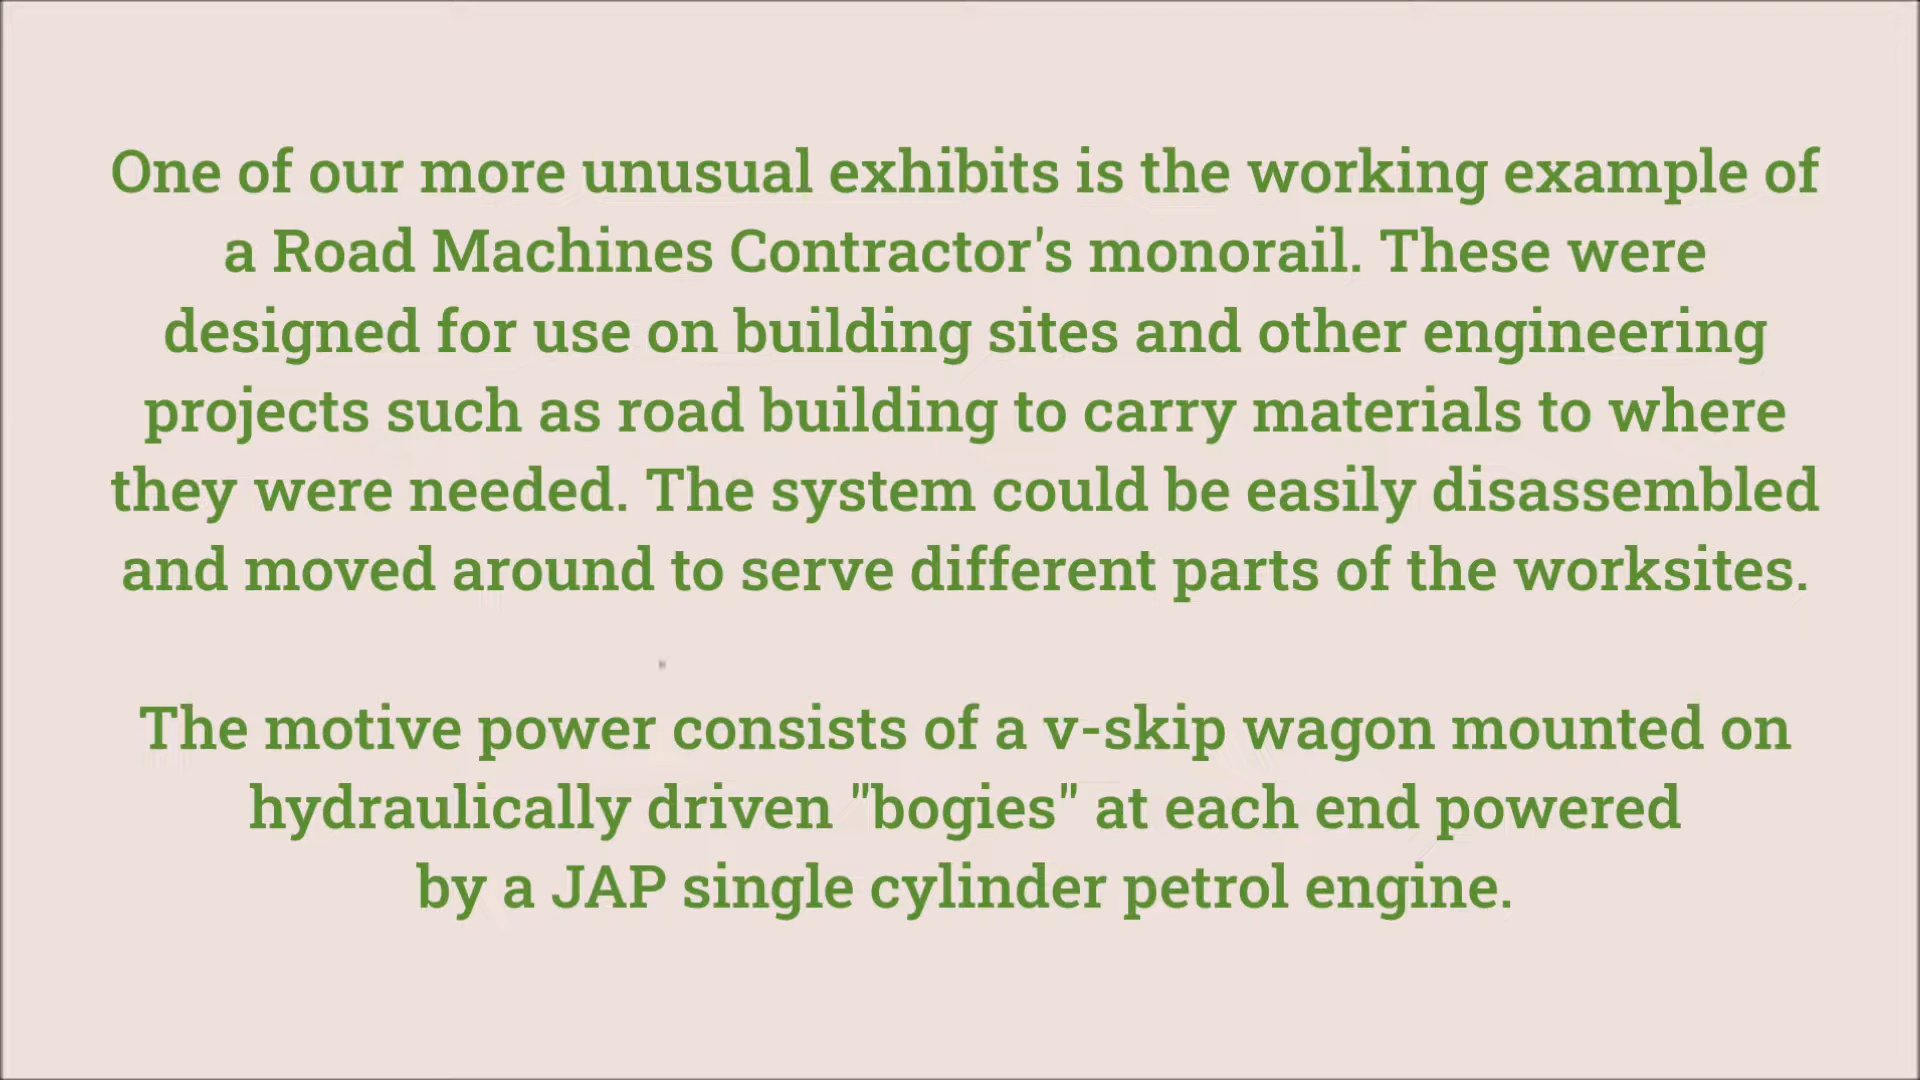 One of our more unusual exhibits is the working example of
a Road Machines Contractor's monorail. These were
designed for use on building sites and other engineering
projects such as road building to carry materials to where
they were needed. The system could be easily disassembled
and moved around to serve different parts of the worksites.
The motive power consists of a v-skip wagon mounted on
hydraulically driven "bogies" at each end powered
by a JAP single cylinder petrol engine.